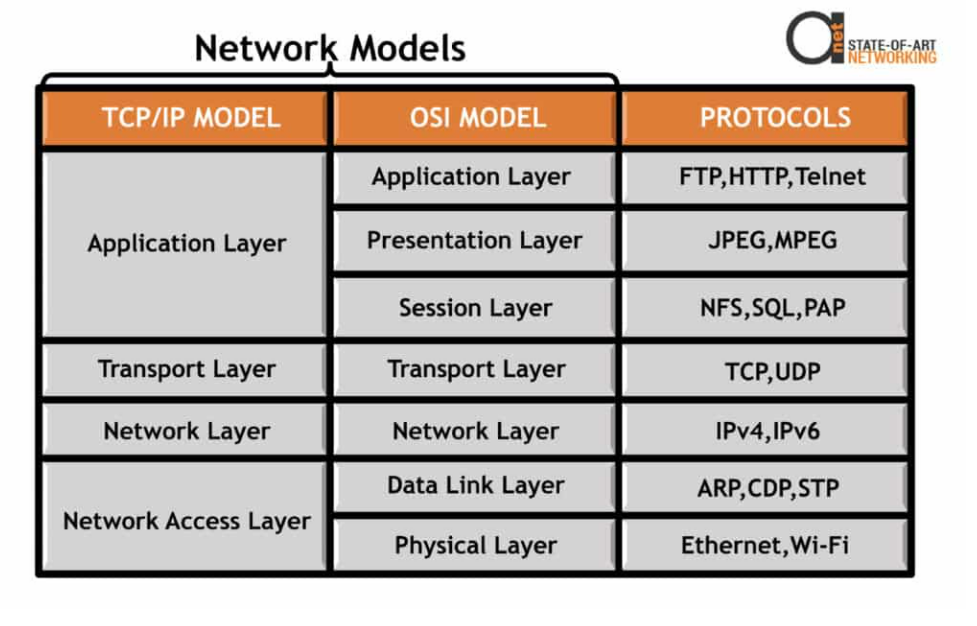 Network Models
a
net
STATE-OF-ART
NETWORKING
TCP/IP MODEL
OSI MODEL
PROTOCOLS
Application Layer
Application Layer
FTP,HTTP,Telnet
Presentation Layer
JPEG,MPEG
Session Layer
NFS,SQL,PAP
Transport Layer
Transport Layer
TCP,UDP
Network Layer
Network Layer
IPv4,IPv6
Network Access Layer
Data Link Layer
ARP,CDP,STP
Physical Layer
Ethernet,Wi-Fi